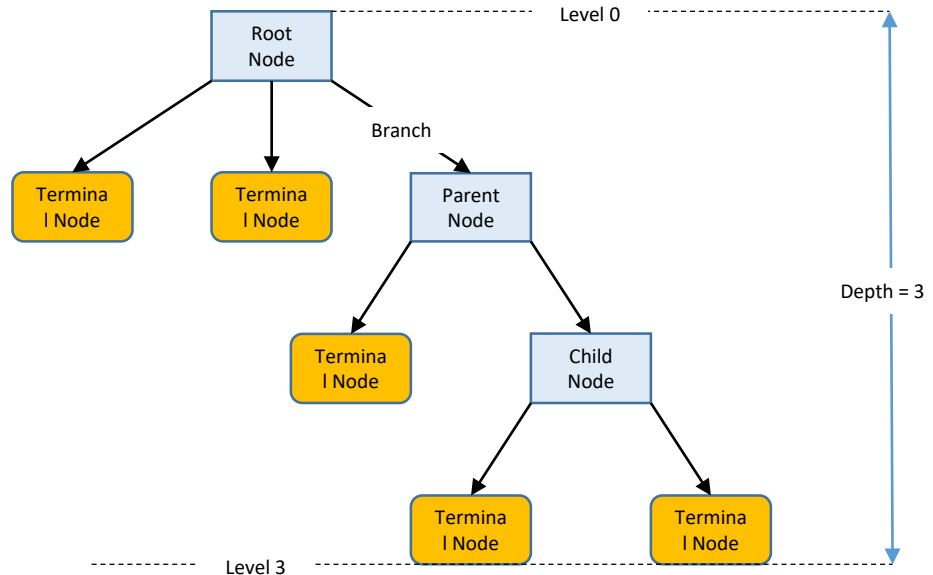 Level 0
Root
Node
Branch
Termina
l Node
Termina
l Node
Parent
Node
Depth = 3
Termina
l Node
Child
Node
Termina
l Node
Termina
l Node
Level 3